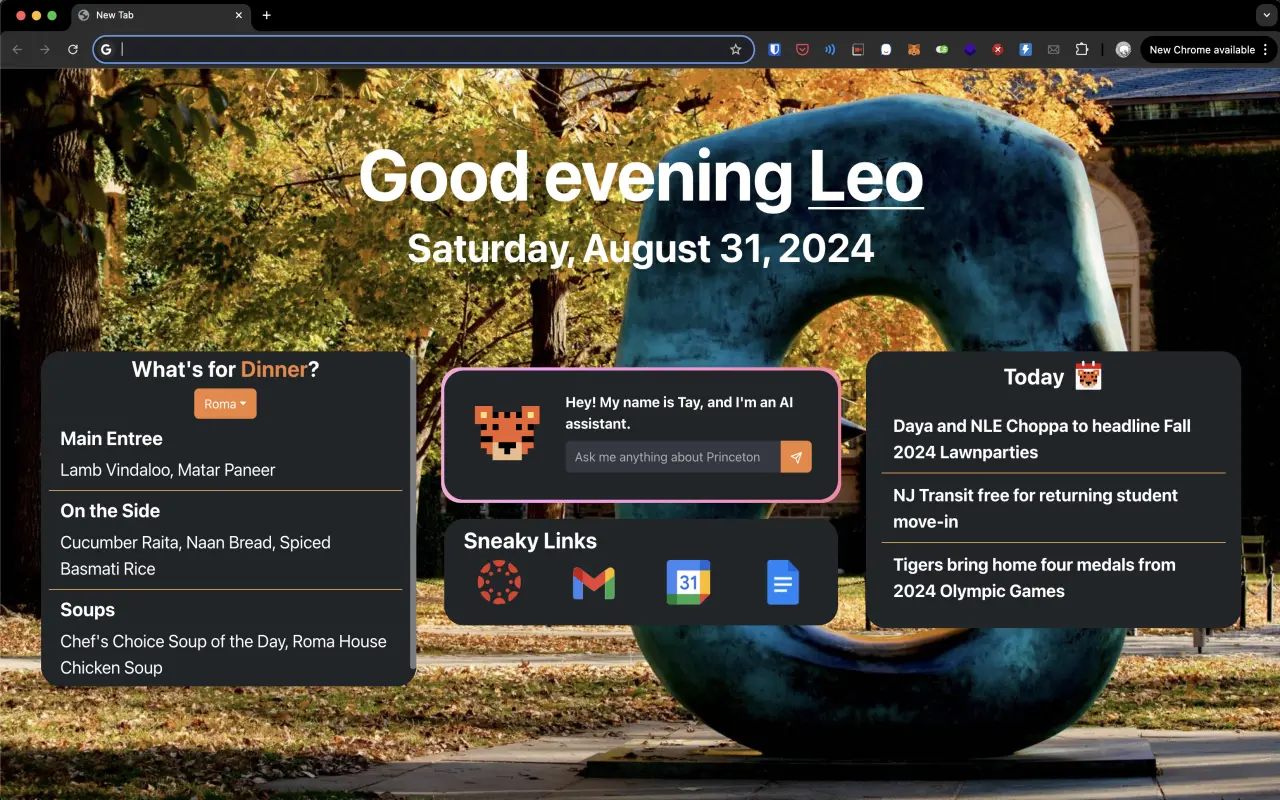 New Tab
New Chrome available
Good evening Leo
Saturday, August 31, 2024
What's for Dinner?
Roma
Main Entree
Lamb Vindaloo, Matar Paneer
On the Side
Cucumber Raita, Naan Bread, Spiced
Basmati Rice
Soups
Chef's Choice Soup of the Day, Roma House
Chicken Soup
Hey! My name is Tay, and I'm an AI
assistant.
Ask me anything about Princeton
Sneaky Links
31
Today
Daya and NLE Choppa to headline Fall
2024 Lawnparties
NJ Transit free for returning student
move-in
Tigers bring home four medals from
2024 Olympic Games